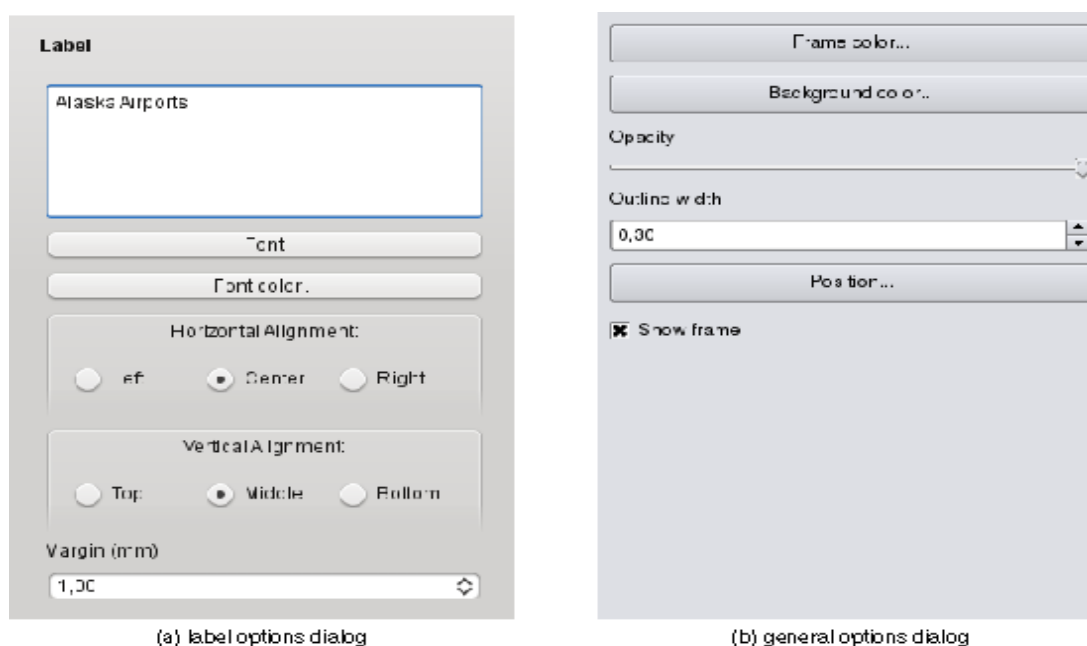 Label
Alaska Airports
Font
Font color.
Horizontal Alignment:
Left
Center
Right
Vertical Alignment:
Top
Middle
Bottom
Margin (mm)
1,00
(a) label options dialog
Frame color...
Background color..
Opacity
Outline width
0,30
Position...
Show frame
(b) general options dialog